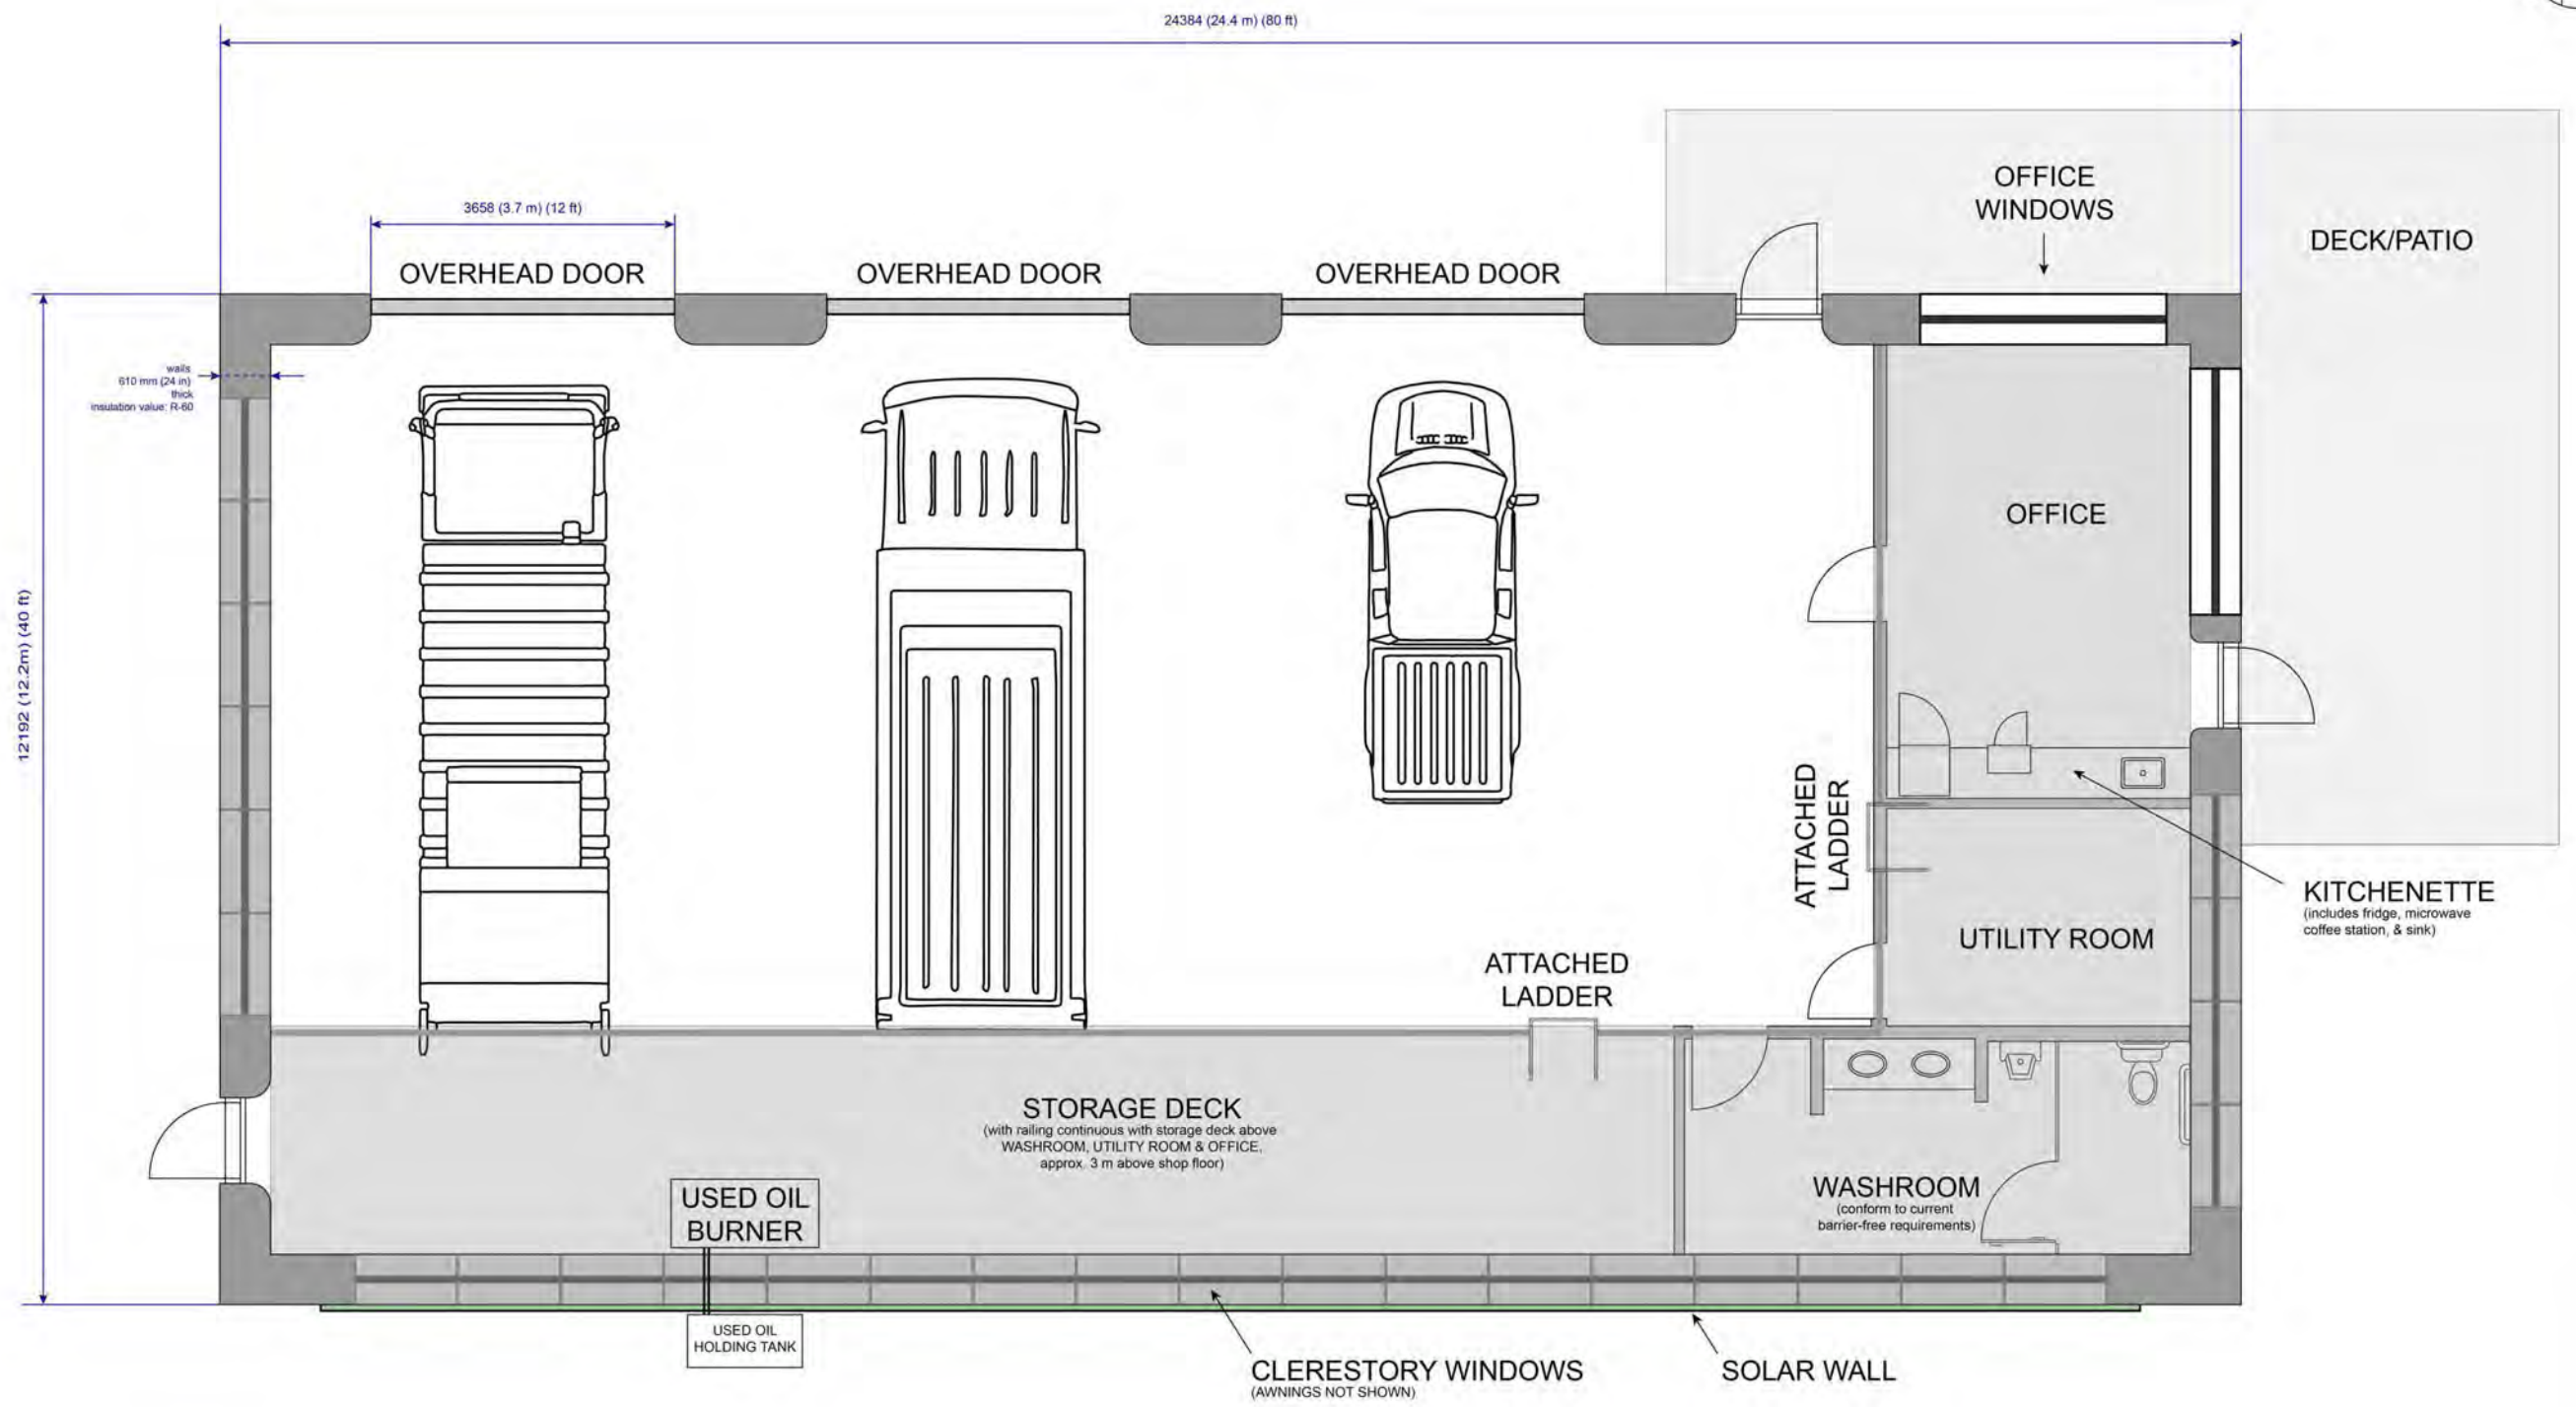 24384 (24.4 m) (80 ft)
OFFICE
WINDOWS
DECK/PATIO
3658 (3.7 m) (12 ft)
OVERHEAD DOOR
OVERHEAD DOOR
OVERHEAD DOOR
walls
610 mm (24 in)
thick
insulation value: R-60
12192 (12.2m) (40 ft)
OFFICE
ATTACHED
LADDER
KITCHENETTE
(includes fridge, microwave
coffee station, & sink)
UTILITY ROOM
ATTACHED
LADDER
STORAGE DECK
(with railing continuous with storage deck above
WASHROOM, UTILITY ROOM & OFFICE,
approx. 3 m above shop floor)
WASHROOM
(conform to current
barrier-free requirements)
USED OIL
BURNER
USED OIL
HOLDING TANK
CLERESTORY WINDOWS
(AWNINGS NOT SHOWN)
SOLAR WALL